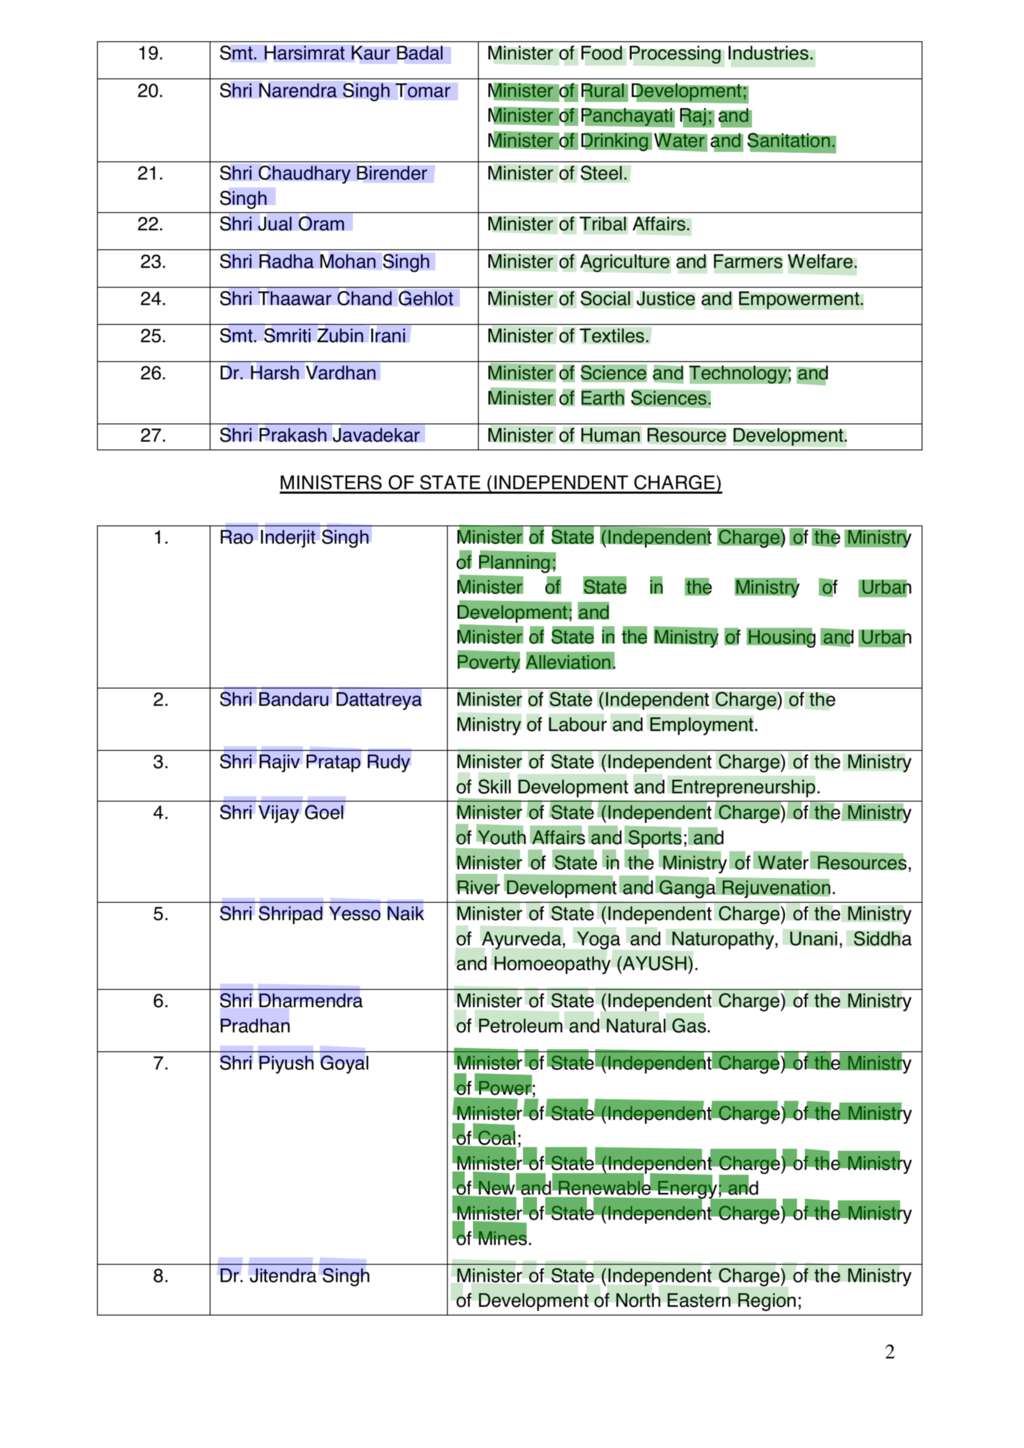 19. Smt. Harsimrat Kaur Badal Minister of Food Processing Industries.
20. Shri Narendra Singh Tomar Minister of Rural Development;
Minister of Panchayati Raj; and
Minister of Drinking Water and Sanitation.
21. Shri Chaudhary Birender Minister of Steel.
Singh
22. Shri Jual Oram Minister of Tribal Affairs.
23. Shri Radha Mohan Singh Minister of Agriculture and Farmers Welfare.
24. Shri Thaawar Chand Gehlot Minister of Social Justice and Empowerment.
25. Smt. Smriti Zubin Irani Minister of Textiles.
26. Dr. Harsh Vardhan Minister of Science and Technology; and
Minister of Earth Sciences.
27. Shri Prakash Javadekar Minister of Human Resource Development.
MINISTERS OF STATE (INDEPENDENT CHARGE)
1. Rao Inderjit Singh Minister of State (Independent Charge) of the Ministry
of Planning;
Minister of State in the Ministry of Urban
Development; and
Minister of State in the Ministry of Housing and Urban
Poverty Alleviation.
2. Shri Bandaru Dattatreya Minister of State (Independent Charge) of the
Ministry of Labour and Employment.
3. Shri Rajiv Pratap Rudy Minister of State (Independent Charge) of the Ministry
of Skill Development and Entrepreneurship.
4. Shri Vijay Goel Minister of State (Independent Charge) of the Ministry
of Youth Affairs and Sports; and
Minister of State in the Ministry of Water Resources,
River Development and Ganga Rejuvenation.
5. Shri Shripad Yesso Naik Minister of State (Independent Charge) of the Ministry
of Ayurveda, Yoga and Naturopathy, Unani, Siddha
and Homoeopathy (AYUSH).
6. Shri Dharmendra Minister of State (Independent Charge) of the Ministry
Pradhan of Petroleum and Natural Gas.
7. Shri Piyush Goyal Minister of State (Independent Charge) of the Ministry
of Power;
Minister of State (Independent Charge) of the Ministry
of Coal;
Minister of State (Independent Charge) of the Ministry
of New and Renewable Energy; and
Minister of State (Independent Charge) of the Ministry
of Mines.
8. Dr. Jitendra Singh Minister of State (Independent Charge) of the Ministry
of Development of North Eastern Region;
2